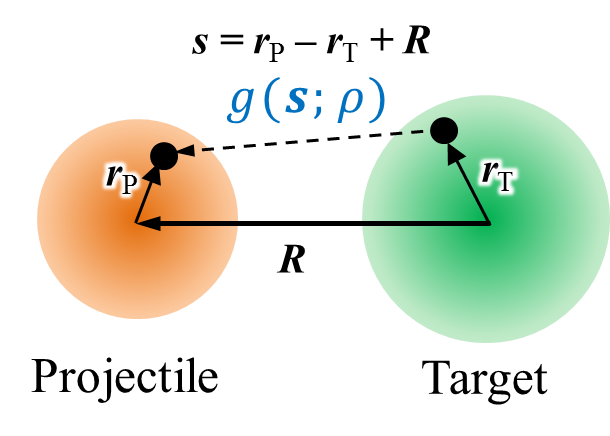 s = rP – rT + R
g(s; ρ)
rP
rT
R
Projectile
Target